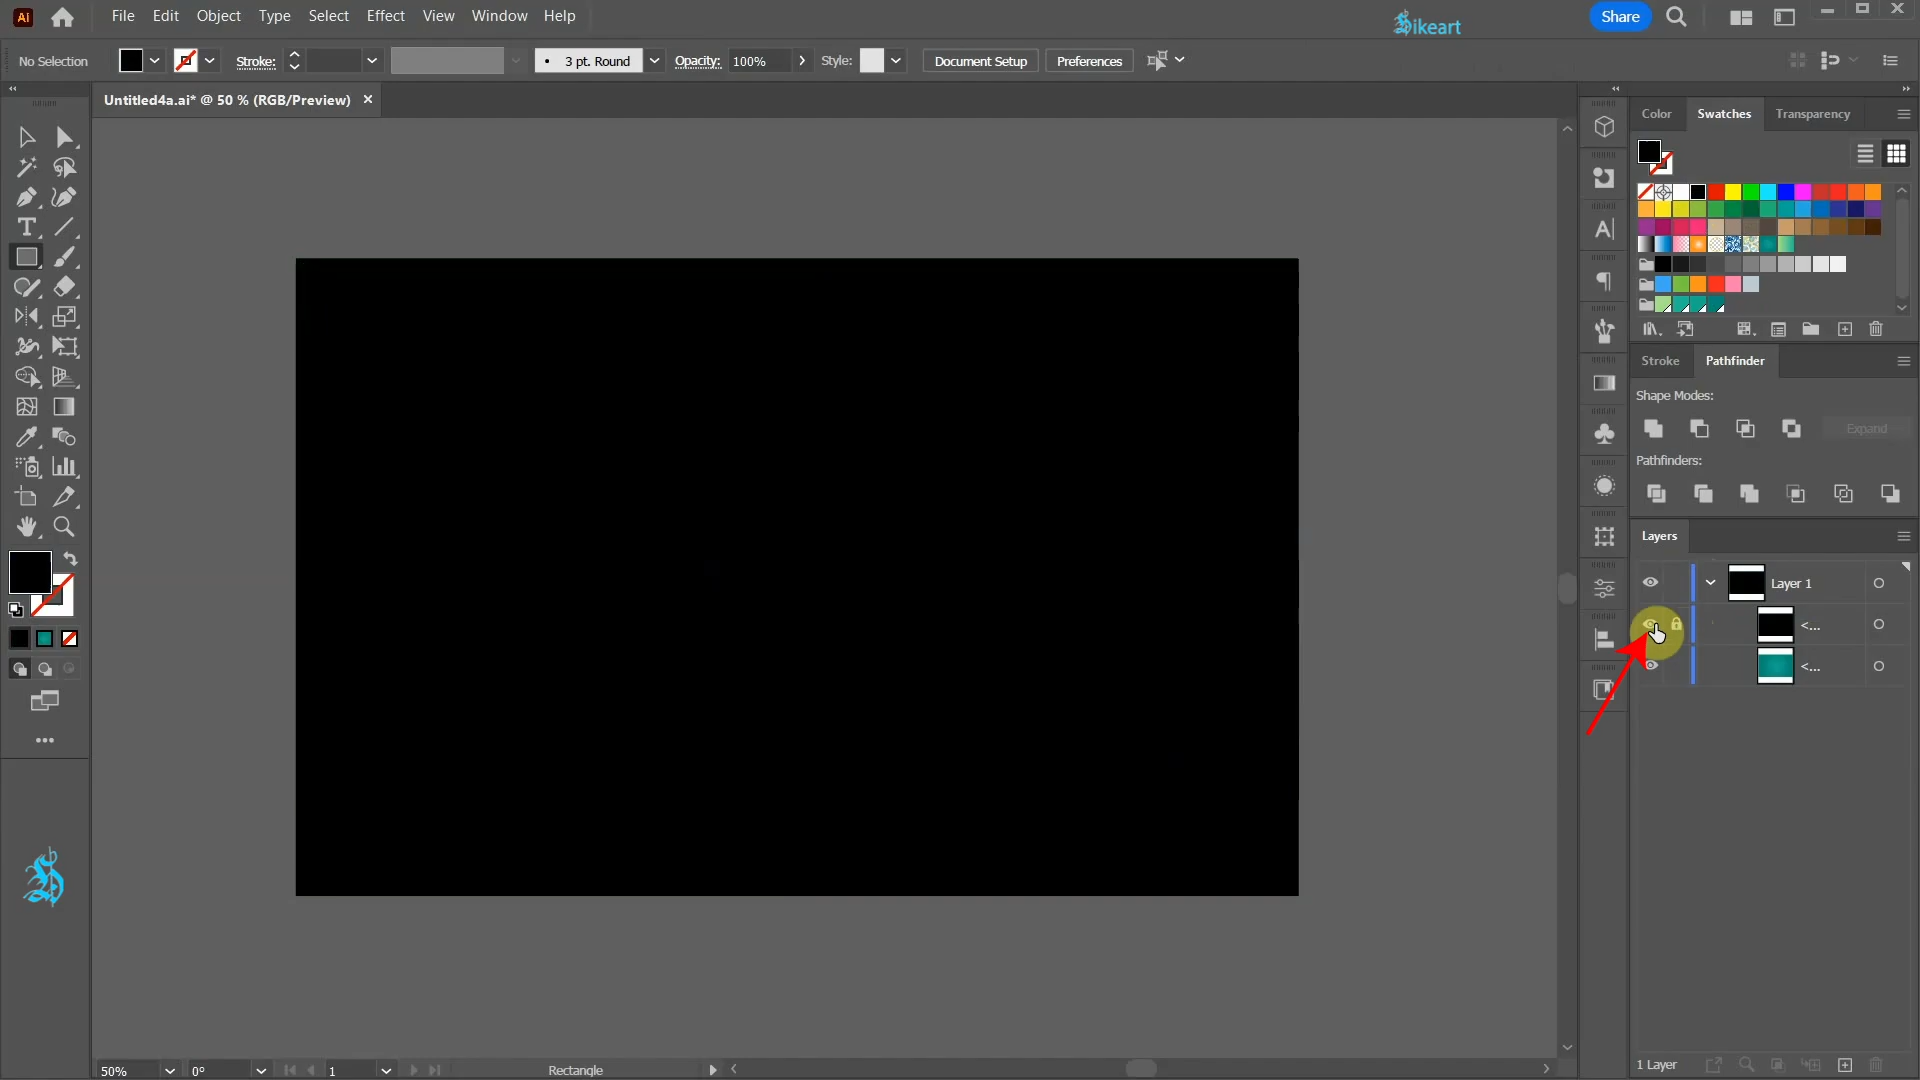 File Edit Object Type Select Effect View Window Help
Sikeart
Share
No Selection
Stroke:
3 pt. Round
Opacity: 100%
Style:
Document Setup
Preferences
Untitled4a.ai* @ 50 % (RGB/Preview)
Color Swatches Transparency
Stroke Pathfinder
Shape Modes:
Expand
Pathfinders:
Layers
Layer 1
<...
<...
50% 0° 1 Rectangle
1 Layer